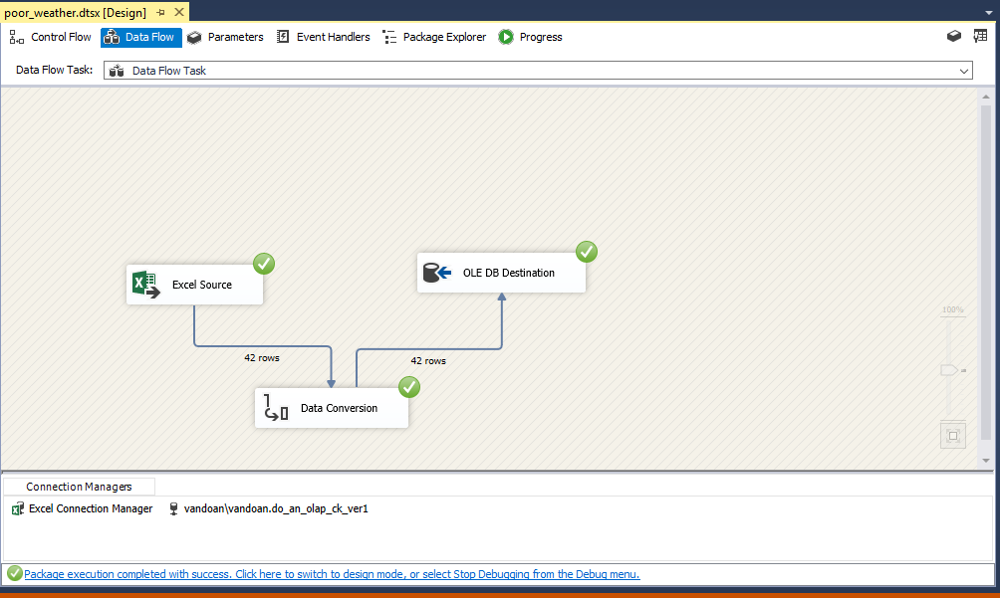 poor_weather.dtsx [Design]
Control Flow Data Flow Parameters Event Handlers Package Explorer Progress
Data Flow Task: Data Flow Task
100%
OLE DB Destination
Excel Source
42 rows 42 rows
Data Conversion
Connection Managers
Excel Connection Manager vandoan\vandoan.do_an_olap_ck_ver1
Package execution completed with success. Click here to switch to design mode, or select Stop Debugging from the Debug menu.